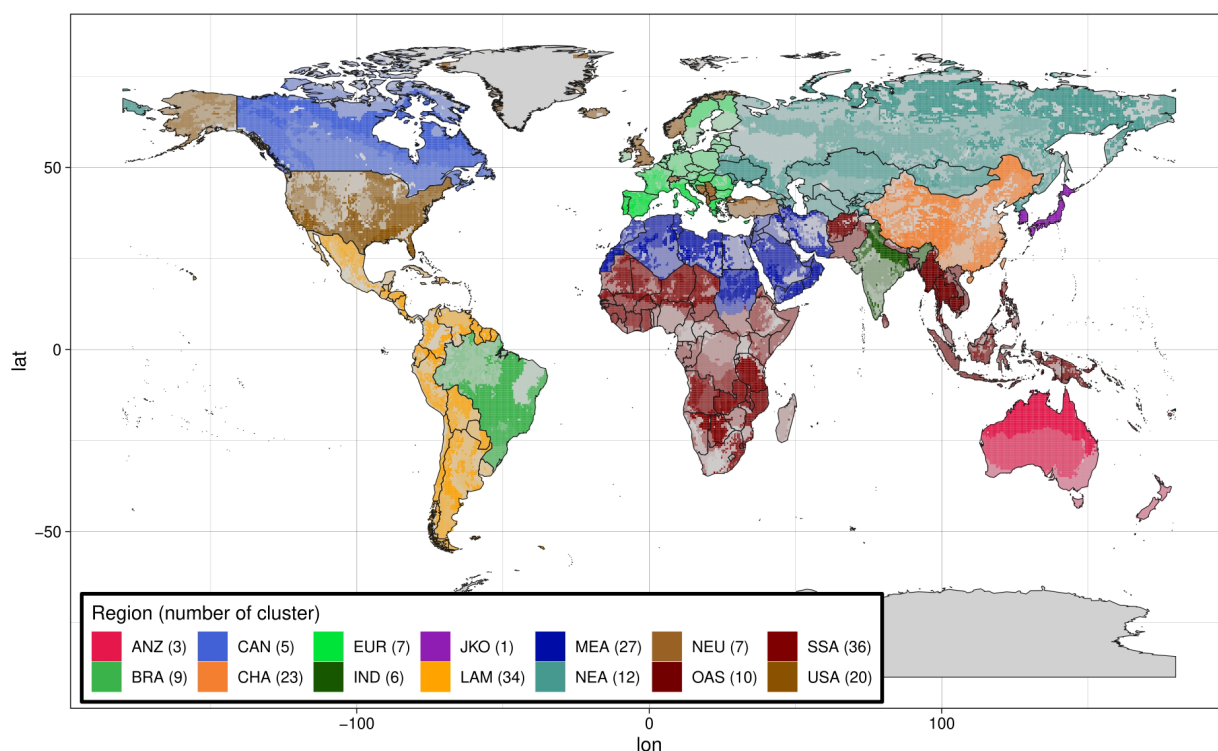 50
0
−50
lat
Region (number of cluster)
ANZ (3) CAN (5) EUR (7) JKO (1) MEA (27) NEU (7) SSA (36)
BRA (9) CHA (23) IND (6) LAM (34) NEA (12) OAS (10) USA (20)
−100 0 100
lon